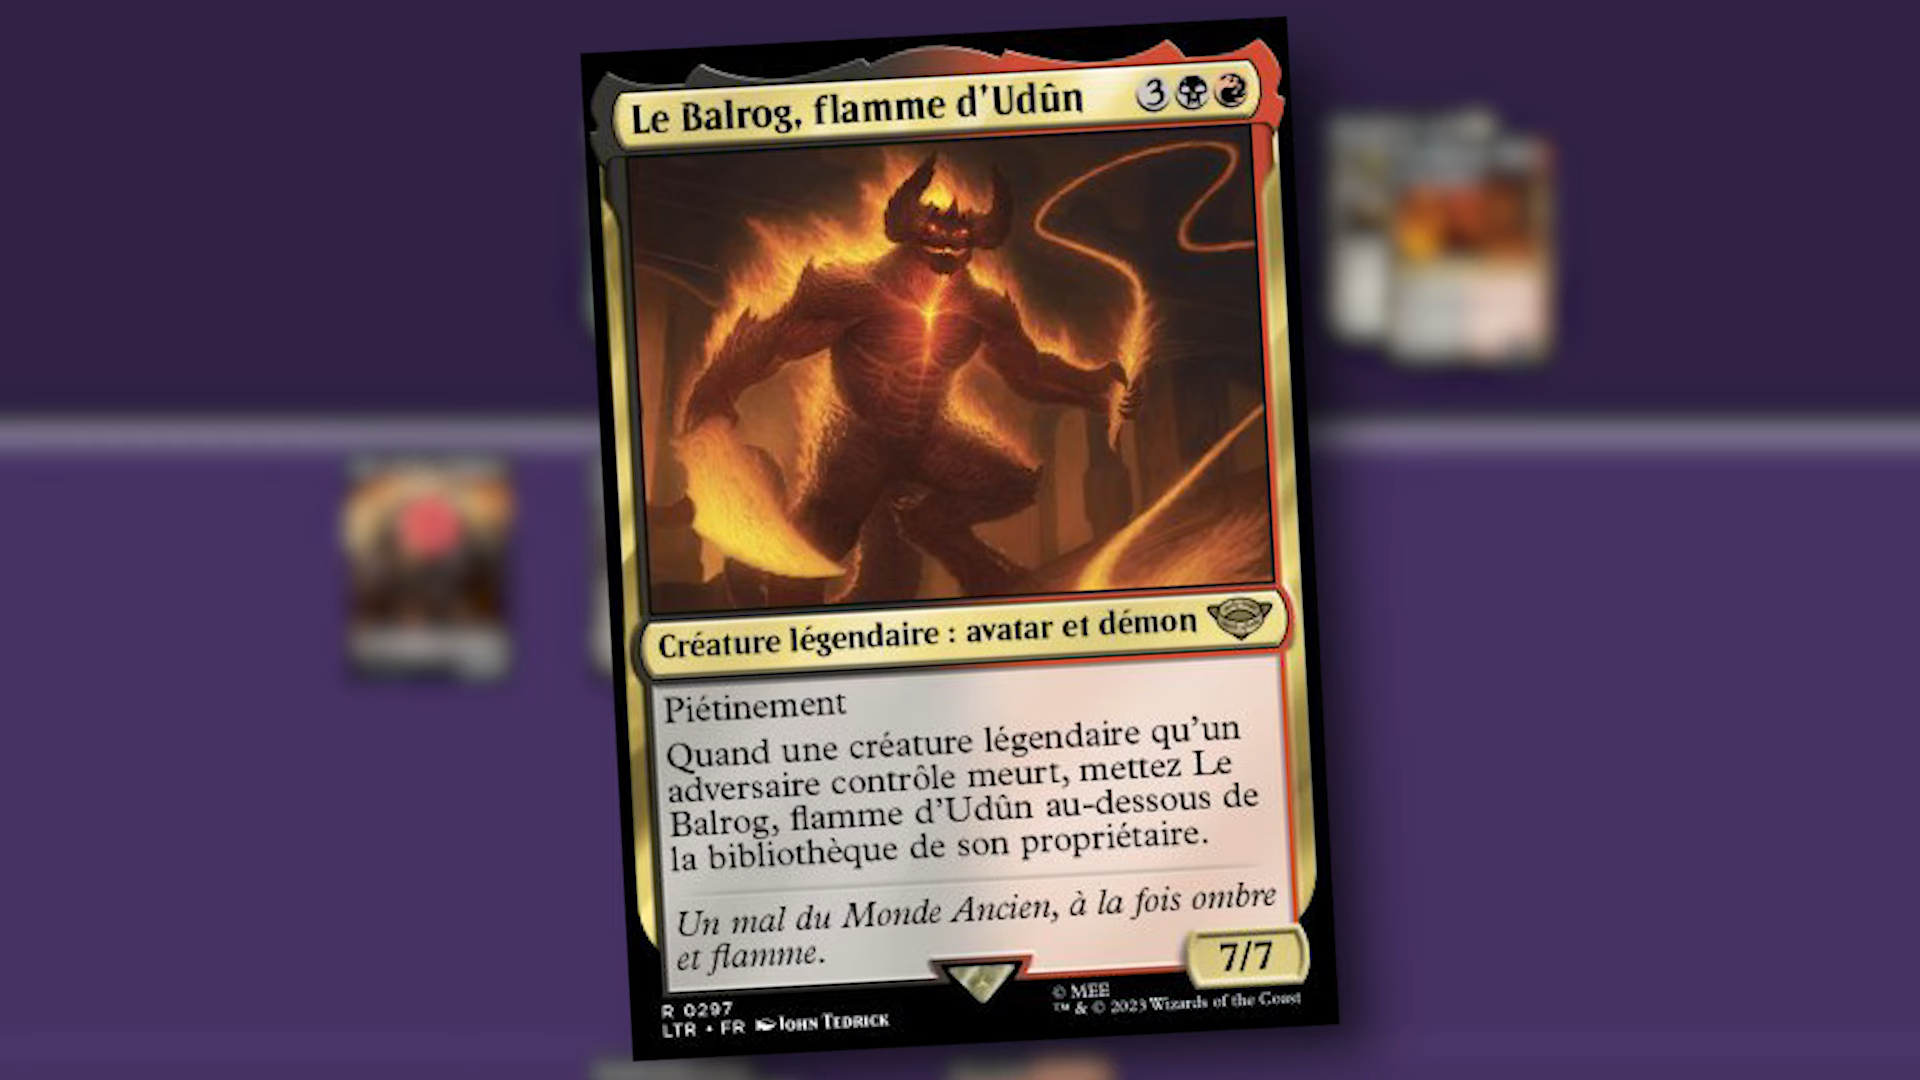 Le Balrog, flamme d'Udûn 3
Créature légendaire : avatar et démon
Piétinement
Quand une créature légendaire qu'un
adversaire contrôle meurt, mettez Le
Balrog, flamme d'Udûn au-dessous de
la bibliothèque de son propriétaire.
Un mal du Monde Ancien, à la fois ombre
et flamme.
7/7
R 0297
LTR • FR JOHN TEDRICK
© MEE
™ & © 2023 Wizards of the Coast